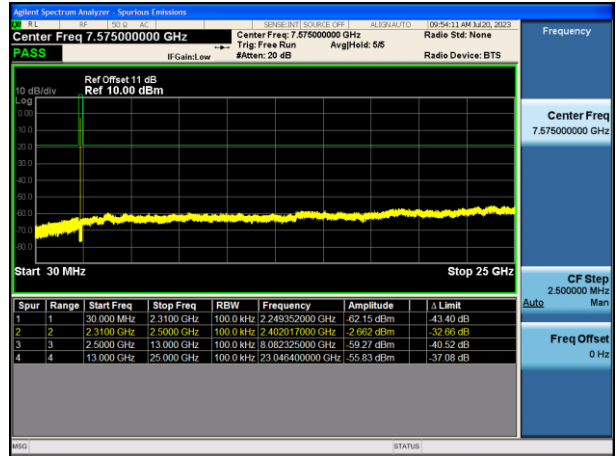 Agilent Spectrum Analyzer - Spurious Emissions
RL RF 50 Ω AC SENSE:INT SOURCE OFF ALIGNAUTO 09:54:11 AM Jul 20, 2023
Center Freq 7.575000000 GHz
Center Freq: 7.575000000 GHz
Radio Std: None
Trig: Free Run Avg|Hold: 5/5
PASS
IFGain:Low
#Atten: 20 dB
Radio Device: BTS
Frequency
Ref Offset 11 dB
10 dB/div Ref 10.00 dBm
Log
0.00
-10.0
-20.0
-30.0
-40.0
-50.0
-60.0
-70.0
-80.0
Start 30 MHz Stop 25 GHz
Center Freq
7.575000000 GHz
CF Step
2.500000 MHz
Auto Man
Freq Offset
0 Hz
Spur Range Start Freq Stop Freq RBW Frequency Amplitude Δ Limit
1 1 30.000 MHz 2.3100 GHz 100.0 kHz 2.249352000 GHz -62.15 dBm -43.40 dB
2 2 2.3100 GHz 2.5000 GHz 100.0 kHz 2.402017000 GHz -2.662 dBm -32.66 dB
3 3 2.5000 GHz 13.000 GHz 100.0 kHz 8.082325000 GHz -59.27 dBm -40.52 dB
4 4 13.000 GHz 25.000 GHz 100.0 kHz 23.046400000 GHz -55.83 dBm -37.08 dB
MSG STATUS